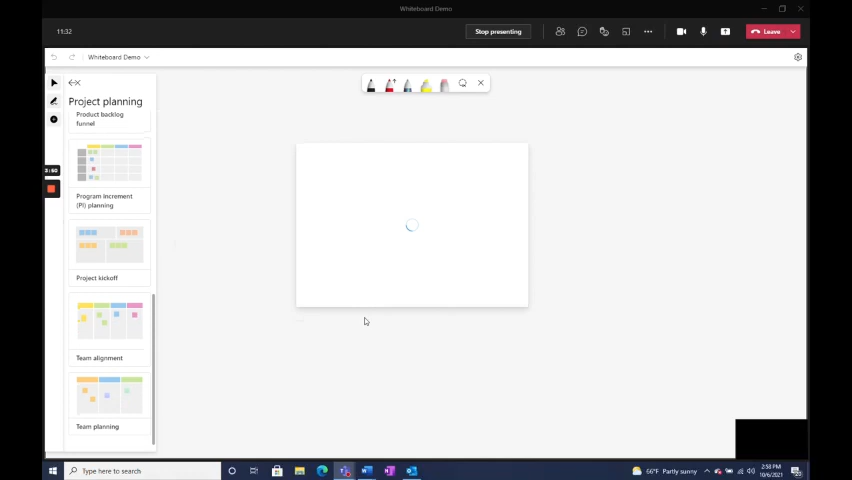 Whiteboard Demo
11:32
Stop presenting
Leave
Whiteboard Demo
Project planning
Product backlog
funnel
Program Increment
(PI) planning
Project kickoff
Team alignment
Team planning
Type here to search
66°F Partly sunny
2:58 PM
10/6/2021